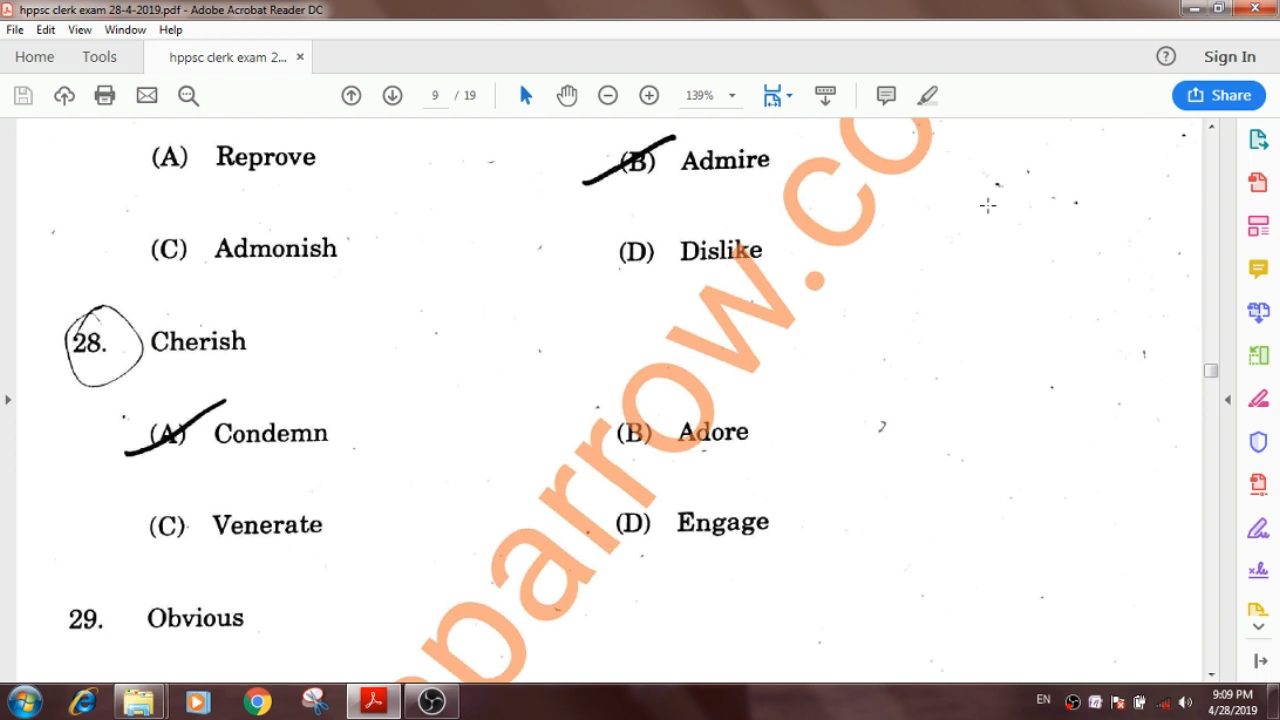 hppsc clerk exam 28-4-2019.pdf - Adobe Acrobat Reader DC
File Edit View Window Help
Home Tools hppsc clerk exam 2... × Sign In
9 / 19 139% Share
(A) Reprove (B) Admire
(C) Admonish (D) Dislike
28. Cherish
(A) Condemn (B) Adore
(C) Venerate (D) Engage
29. Obvious
parrow.co
EN 9:09 PM
4/28/2019